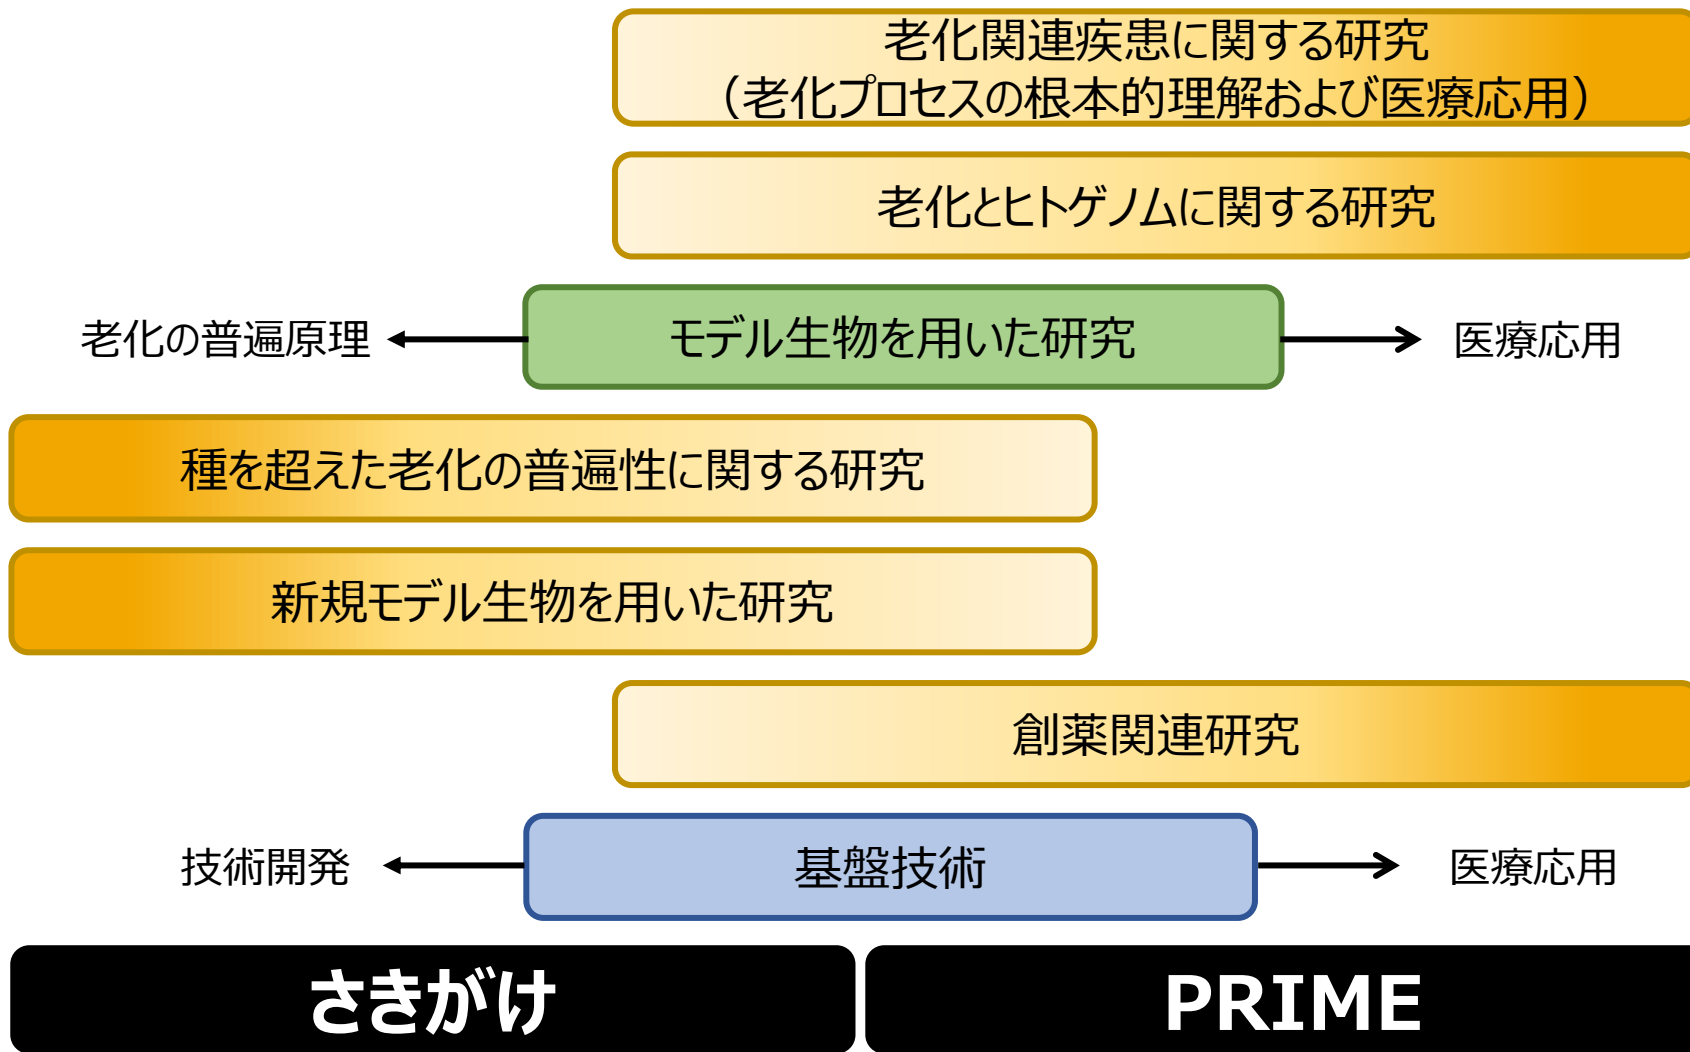 老化関連疾患に関する研究
（老化プロセスの根本的理解および医療応用）
老化とヒトゲノムに関する研究
老化の普遍原理
モデル生物を用いた研究
医療応用
種を超えた老化の普遍性に関する研究
新規モデル生物を用いた研究
創薬関連研究
技術開発
基盤技術
医療応用
さきがけ
PRIME